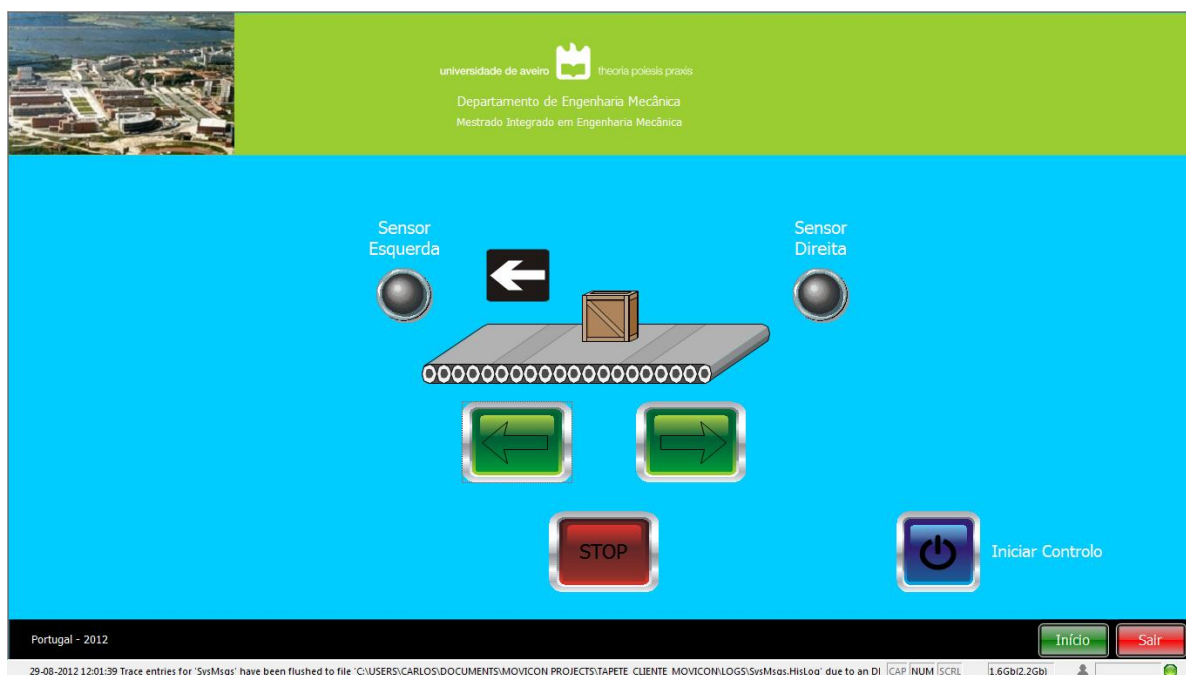 universidade de aveiro theoria poiesis praxis
Departamento de Engenharia Mecânica
Mestrado Integrado em Engenharia Mecânica
Sensor
Esquerda
Sensor
Direita
STOP
Iniciar Controlo
Portugal - 2012
Início
Sair
29-08-2012 12:01:39 Trace entries for 'SysMsgs' have been flushed to file 'C:\USERS\CARLOS\DOCUMENTS\MOVICON PROJECTS\TAPETE_CLIENTE_MOVICON\LOGS\SysMsgs.HisLog' due to an DI CAP NUM SCRL 1.6Gb(2.2Gb)